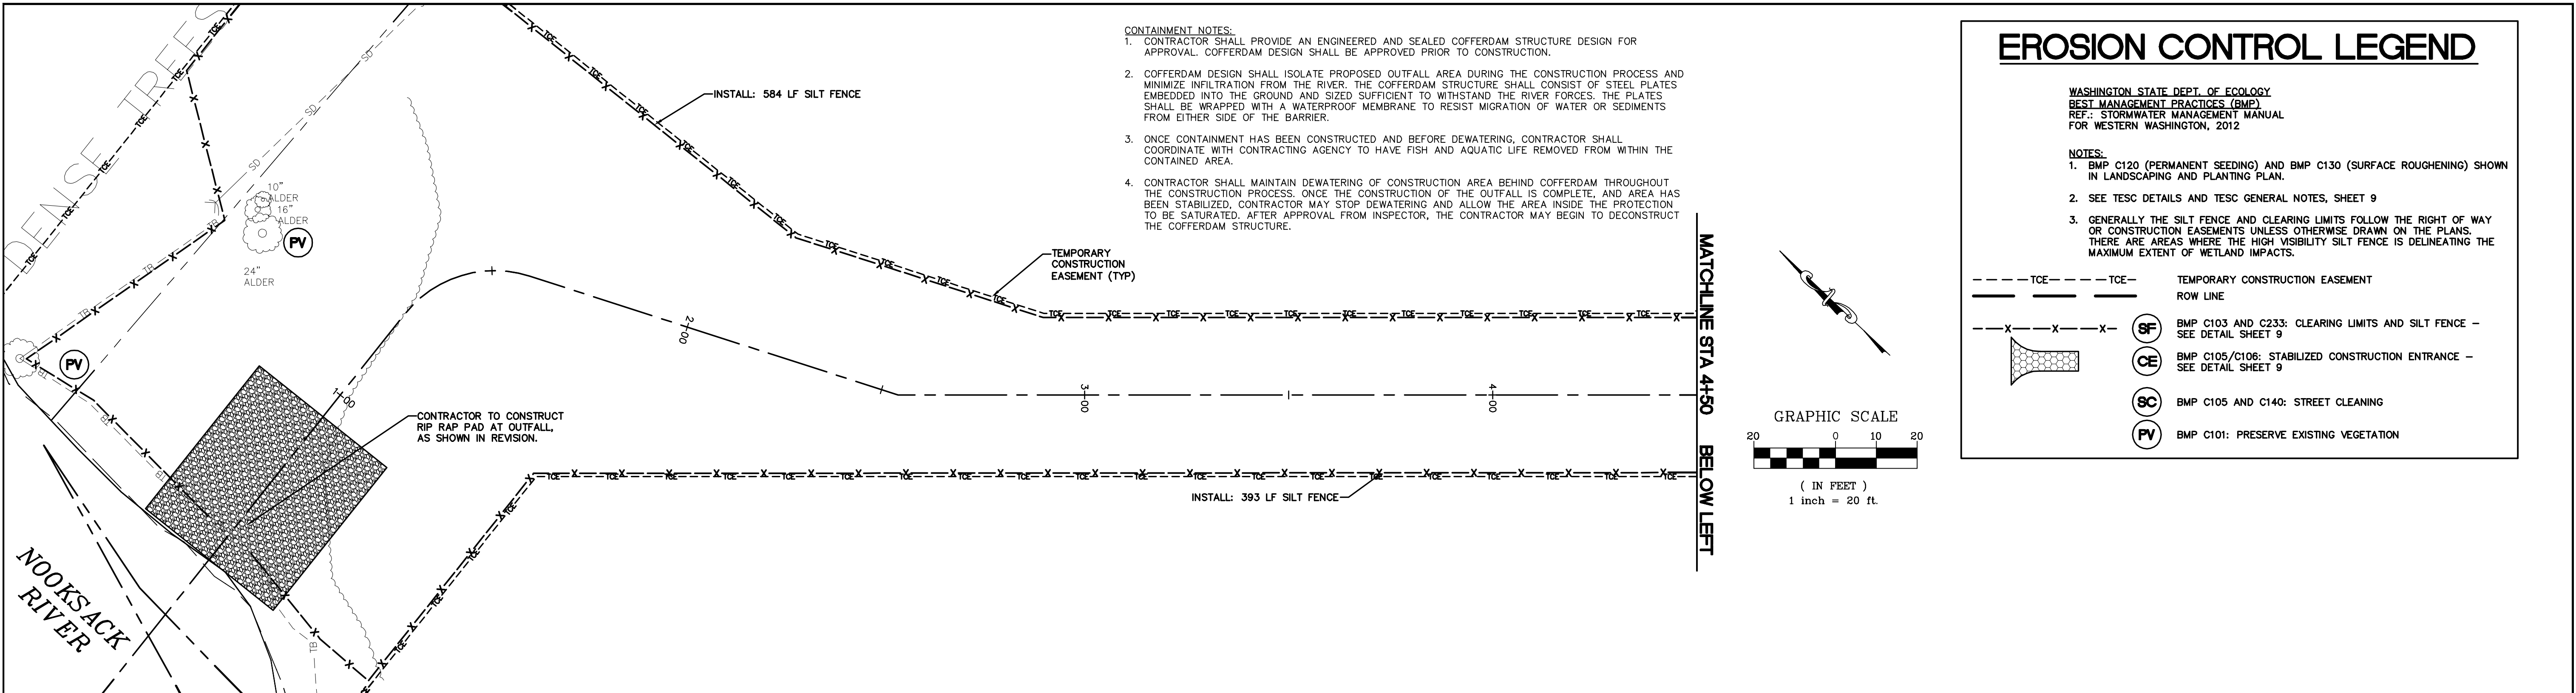 DENSE TREES
TCE
TCE
TCE
TCE
TCE
SD
SD
SD
10"
ALDER
16"
ALDER
24"
ALDER
PV
TB
TB
TB
PV
TB
TB
TB
TB
NOOKSACK
RIVER
1+00
2+00
3+00
4+00
CONTRACTOR TO CONSTRUCT
RIP RAP PAD AT OUTFALL,
AS SHOWN IN REVISION.
INSTALL: 584 LF SILT FENCE
TEMPORARY
CONSTRUCTION
EASEMENT (TYP)
INSTALL: 393 LF SILT FENCE
CONTAINMENT NOTES:
1. CONTRACTOR SHALL PROVIDE AN ENGINEERED AND SEALED COFFERDAM STRUCTURE DESIGN FOR
APPROVAL. COFFERDAM DESIGN SHALL BE APPROVED PRIOR TO CONSTRUCTION.
2. COFFERDAM DESIGN SHALL ISOLATE PROPOSED OUTFALL AREA DURING THE CONSTRUCTION PROCESS AND
MINIMIZE INFILTRATION FROM THE RIVER. THE COFFERDAM STRUCTURE SHALL CONSIST OF STEEL PLATES
EMBEDDED INTO THE GROUND AND SIZED SUFFICIENT TO WITHSTAND THE RIVER FORCES. THE PLATES
SHALL BE WRAPPED WITH A WATERPROOF MEMBRANE TO RESIST MIGRATION OF WATER OR SEDIMENTS
FROM EITHER SIDE OF THE BARRIER.
3. ONCE CONTAINMENT HAS BEEN CONSTRUCTED AND BEFORE DEWATERING, CONTRACTOR SHALL
COORDINATE WITH CONTRACTING AGENCY TO HAVE FISH AND AQUATIC LIFE REMOVED FROM WITHIN THE
CONTAINED AREA.
4. CONTRACTOR SHALL MAINTAIN DEWATERING OF CONSTRUCTION AREA BEHIND COFFERDAM THROUGHOUT
THE CONSTRUCTION PROCESS. ONCE THE CONSTRUCTION OF THE OUTFALL IS COMPLETE, AND AREA HAS
BEEN STABILIZED, CONTRACTOR MAY STOP DEWATERING AND ALLOW THE AREA INSIDE THE PROTECTION
TO BE SATURATED. AFTER APPROVAL FROM INSPECTOR, THE CONTRACTOR MAY BEGIN TO DECONSTRUCT
THE COFFERDAM STRUCTURE.
MATCHLINE STA 4+50 BELOW LEFT
GRAPHIC SCALE
20 0 10 20
( IN FEET )
1 inch = 20 ft.
EROSION CONTROL LEGEND
WASHINGTON STATE DEPT. OF ECOLOGY
BEST MANAGEMENT PRACTICES (BMP)
REF.: STORMWATER MANAGEMENT MANUAL
FOR WESTERN WASHINGTON, 2012
NOTES:
1. BMP C120 (PERMANENT SEEDING) AND BMP C130 (SURFACE ROUGHENING) SHOWN
IN LANDSCAPING AND PLANTING PLAN.
2. SEE TESC DETAILS AND TESC GENERAL NOTES, SHEET 9
3. GENERALLY THE SILT FENCE AND CLEARING LIMITS FOLLOW THE RIGHT OF WAY
OR CONSTRUCTION EASEMENTS UNLESS OTHERWISE DRAWN ON THE PLANS.
THERE ARE AREAS WHERE THE HIGH VISIBILITY SILT FENCE IS DELINEATING THE
MAXIMUM EXTENT OF WETLAND IMPACTS.
TCE TCE TEMPORARY CONSTRUCTION EASEMENT
ROW LINE
SF BMP C103 AND C233: CLEARING LIMITS AND SILT FENCE –
SEE DETAIL SHEET 9
CE BMP C105/C106: STABILIZED CONSTRUCTION ENTRANCE –
SEE DETAIL SHEET 9
SC BMP C105 AND C140: STREET CLEANING
PV BMP C101: PRESERVE EXISTING VEGETATION